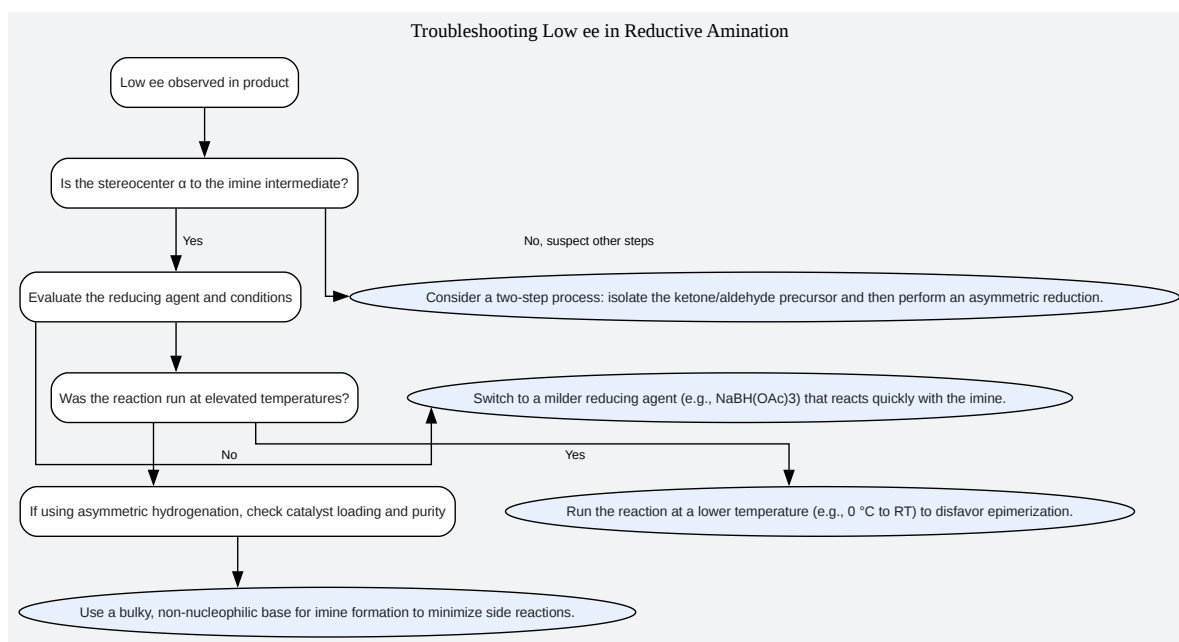 Troubleshooting Low ee in Reductive Amination
Low ee observed in product
Is the stereocenter α to the imine intermediate?
Yes
No, suspect other steps
Evaluate the reducing agent and conditions
Consider a two-step process: isolate the ketone/aldehyde precursor and then perform an asymmetric reduction.
Was the reaction run at elevated temperatures?
Switch to a milder reducing agent (e.g., NaBH(OAc)3) that reacts quickly with the imine.
No
Yes
If using asymmetric hydrogenation, check catalyst loading and purity
Run the reaction at a lower temperature (e.g., 0 °C to RT) to disfavor epimerization.
Use a bulky, non-nucleophilic base for imine formation to minimize side reactions.